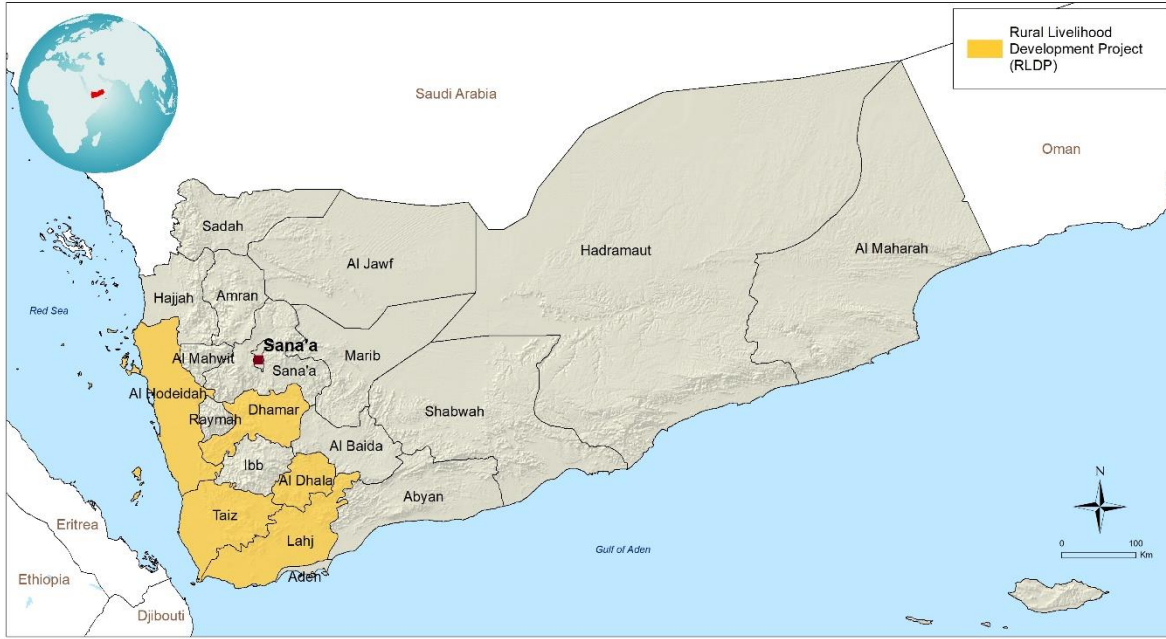 Rural Livelihood
Development Project
(RLDP)
Saudi Arabia
Oman
Sadah
Al Jawf
Hadramaut
Al Maharah
Hajjah
Amran
Red Sea
Sana'a
Al Mahwit
Sana'a
Marib
Al Hodeidah
Dhamar
Shabwah
Raymah
Al Baida
Ibb
Al Dhala
Abyan
Taiz
N
Eritrea
Lahj
Gulf of Aden
0 100
Km
Aden
Ethiopia
Djibouti